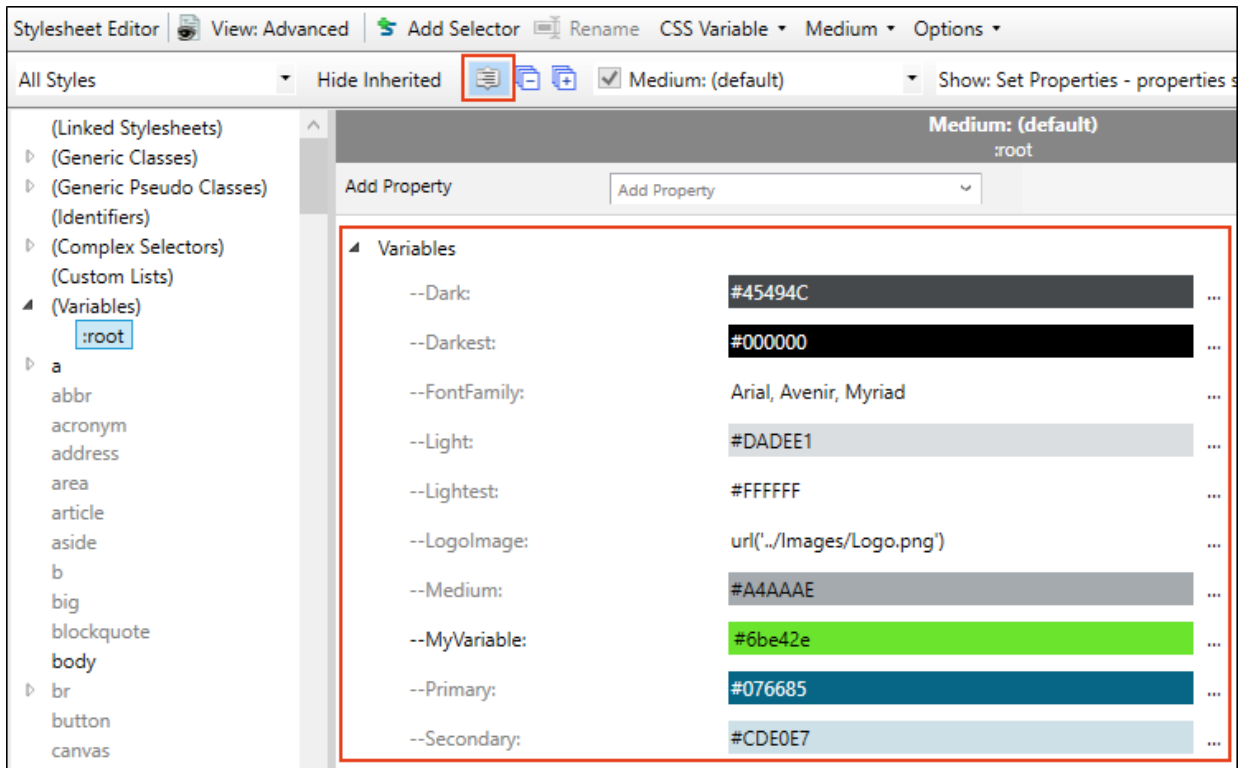 Stylesheet Editor View: Advanced Add Selector Rename CSS Variable Medium Options
All Styles Hide Inherited Medium: (default) Show: Set Properties - properties s
(Linked Stylesheets)
(Generic Classes)
(Generic Pseudo Classes)
(Identifiers)
(Complex Selectors)
(Custom Lists)
(Variables)
:root
a
abbr
acronym
address
area
article
aside
b
big
blockquote
body
br
button
canvas
Medium: (default)
:root
Add Property Add Property
Variables
--Dark: #45494C ...
--Darkest: #000000 ...
--FontFamily: Arial, Avenir, Myriad ...
--Light: #DADEE1 ...
--Lightest: #FFFFFF ...
--LogoImage: url('../Images/Logo.png') ...
--Medium: #A4AAAE ...
--MyVariable: #6be42e ...
--Primary: #076685 ...
--Secondary: #CDE0E7 ...